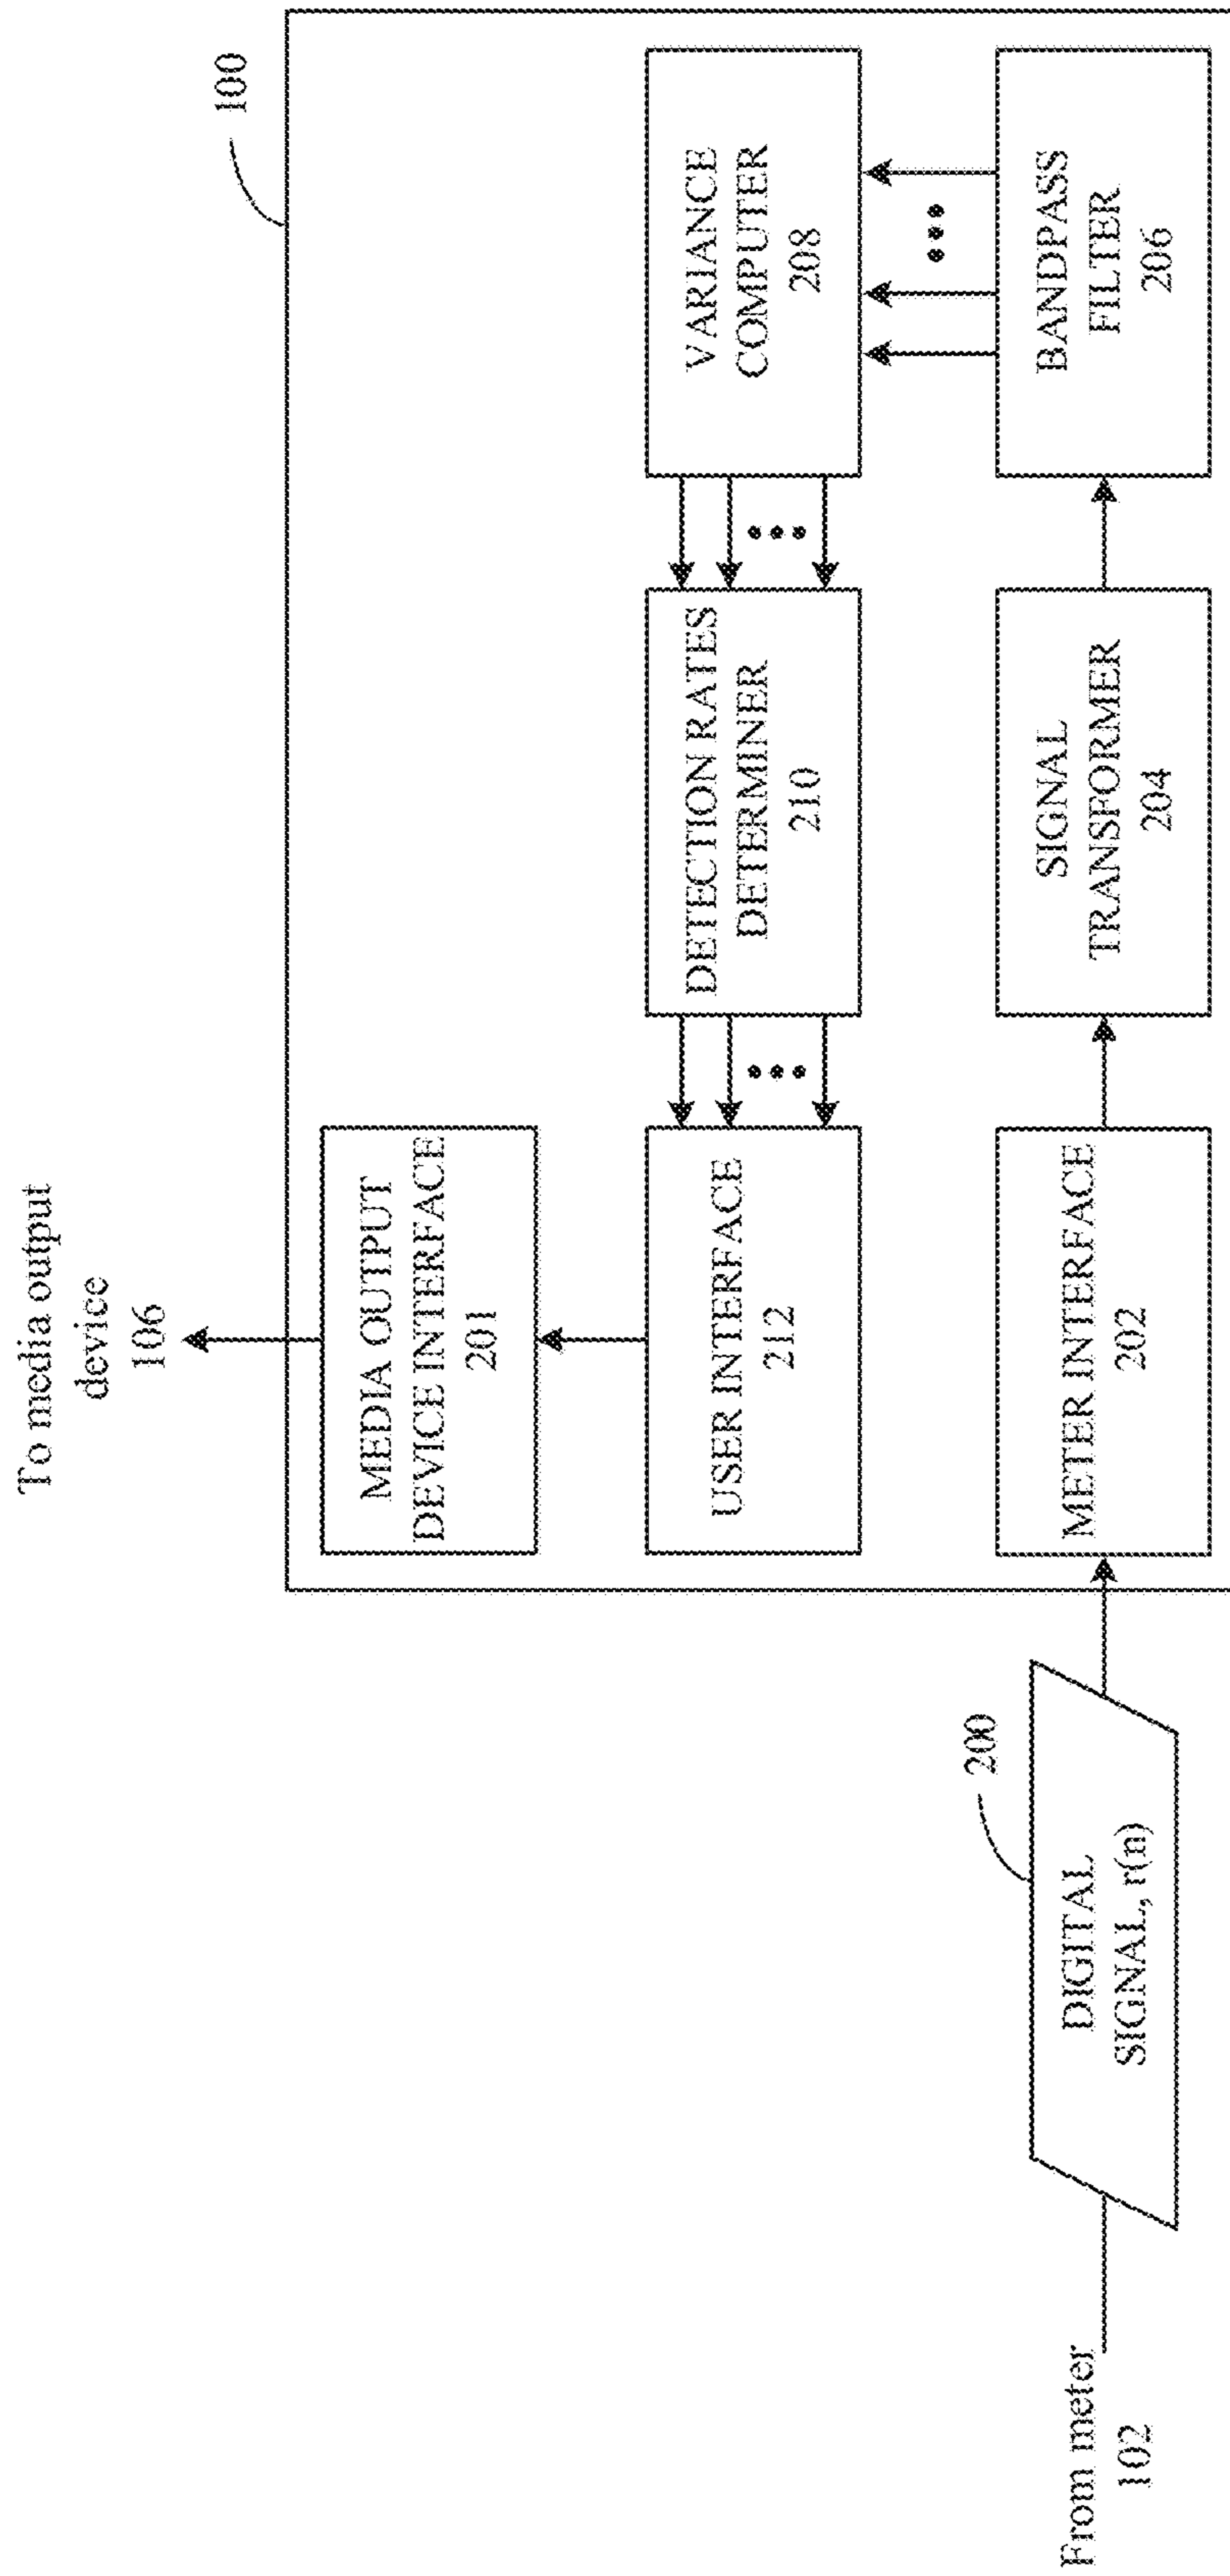 To media output
device
106
100
MEDIA OUTPUT
DEVICE INTERFACE
201
USER INTERFACE
212
DETECTION RATES
DETERMINER
210
VARIANCE
COMPUTER
208
From meter
102
200
DIGITAL
SIGNAL, r(n)
METER INTERFACE
202
SIGNAL
TRANSFORMER
204
BANDPASS
FILTER
206